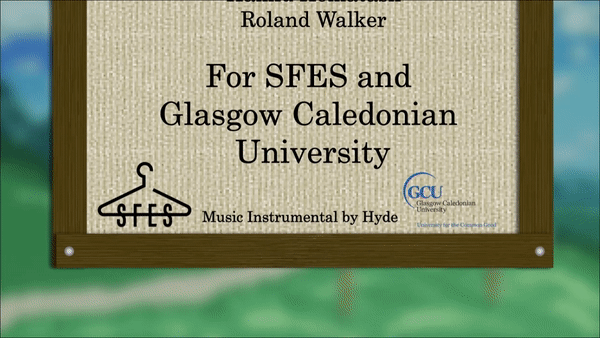 Roland Walker
For SFES and
Glasgow Caledonian
University
SFES
Music Instrumental by Hyde
GCU
Glasgow Caledonian
University
University for the Common Good